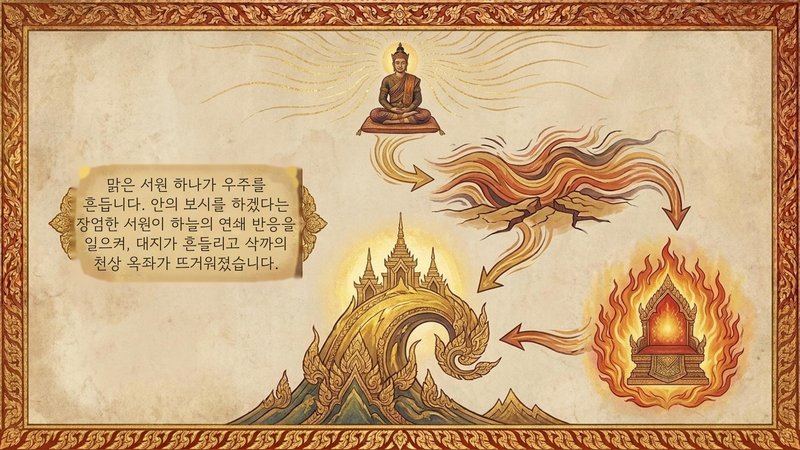 맑은 서원 하나가 우주를
흔듭니다. 안의 보시를 하겠다는
장엄한 서원이 하늘의 연쇄 반응을
일으켜, 대지가 흔들리고 삭까의
천상 옥좌가 뜨거워졌습니다.